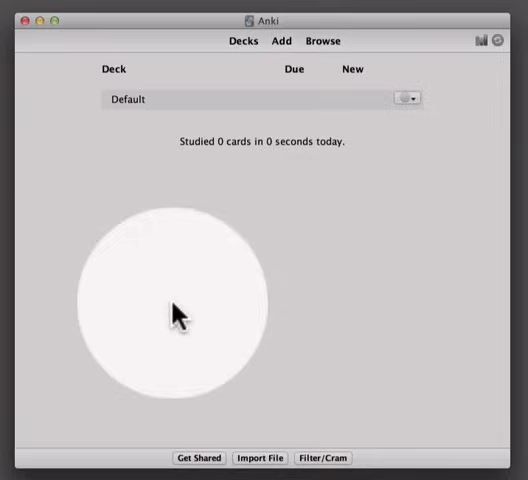 Anki
Decks Add Browse
Deck Due New
Default
Studied 0 cards in 0 seconds today.
Get Shared Import File Filter/Cram